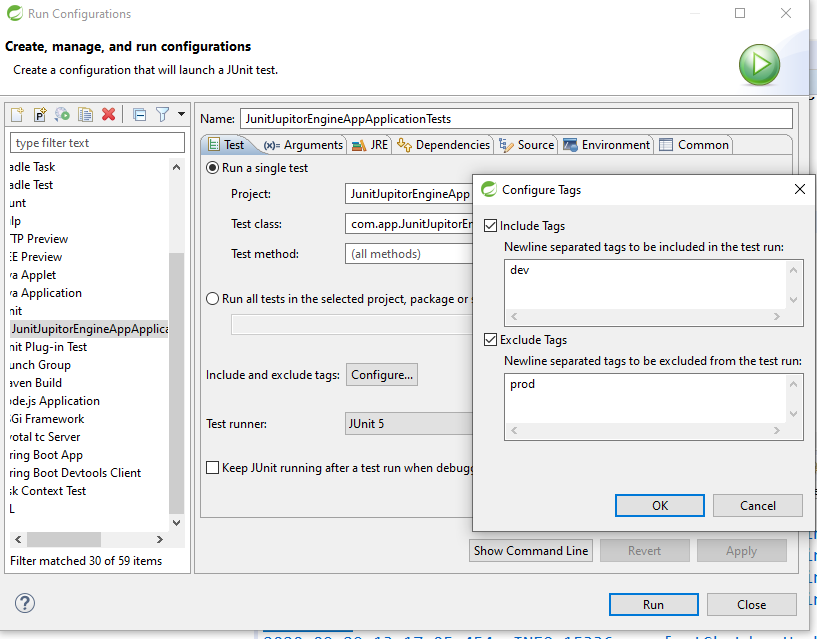 Run Configurations
Create, manage, and run configurations
Create a configuration that will launch a JUnit test.
type filter text
adle Task
adle Test
unt
lp
TP Preview
EE Preview
va Applet
va Application
nit
JunitJupitorEngineAppApplica
nit Plug-in Test
unch Group
aven Build
de.js Application
Gi Framework
votal tc Server
ring Boot App
ring Boot Devtools Client
sk Context Test
L
Filter matched 30 of 59 items
Name: JunitJupitorEngineAppApplicationTests
Test (x)= Arguments JRE Dependencies Source Environment Common
Run a single test
Project: JunitJupitorEngineApp
Test class: com.app.JunitJupitorEn
Test method: (all methods)
Run all tests in the selected project, package or s
Include and exclude tags: Configure...
Test runner: JUnit 5
Keep JUnit running after a test run when debugg
Configure Tags
Include Tags
Newline separated tags to be included in the test run:
dev
Exclude Tags
Newline separated tags to be excluded from the test run:
prod
OK Cancel
Show Command Line Revert Apply
Run Close